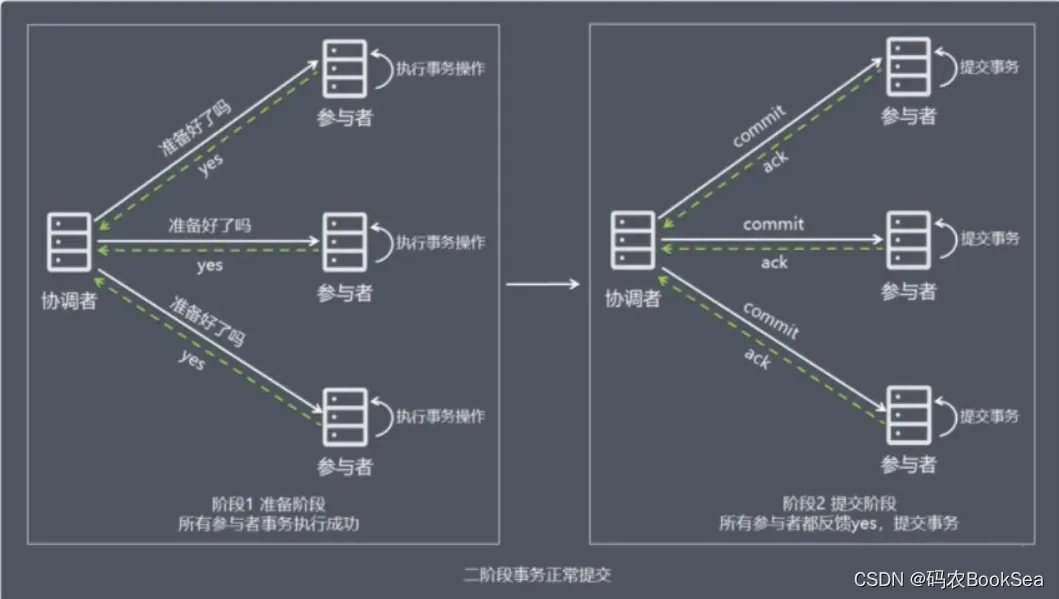 执行事务操作
准备好了吗
yes
参与者
准备好了吗
执行事务操作
yes
参与者
协调者
准备好了吗
yes
执行事务操作
参与者
阶段1 准备阶段
所有参与者事务执行成功
提交事务
commit
ack
参与者
commit
提交事务
ack
参与者
协调者
commit
ack
提交事务
参与者
阶段2 提交阶段
所有参与者都反馈yes，提交事务
二阶段事务正常提交
CSDN @码农BookSea